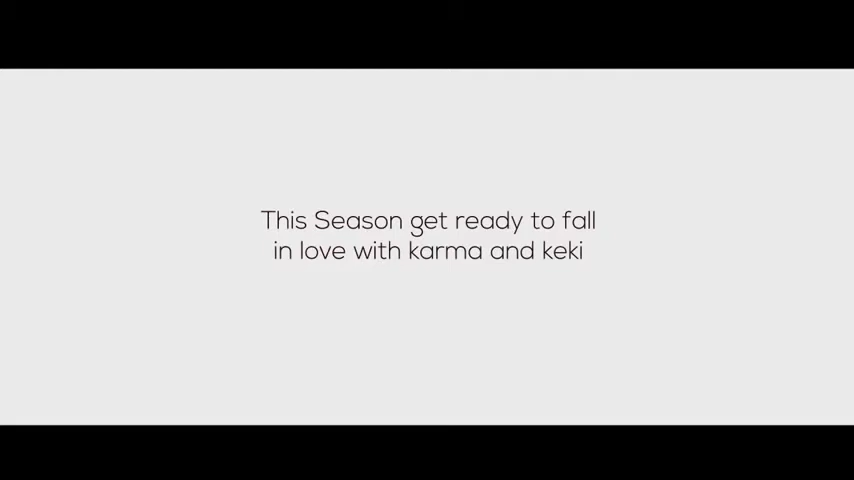 This Season get ready to fall
in love with karma and keki